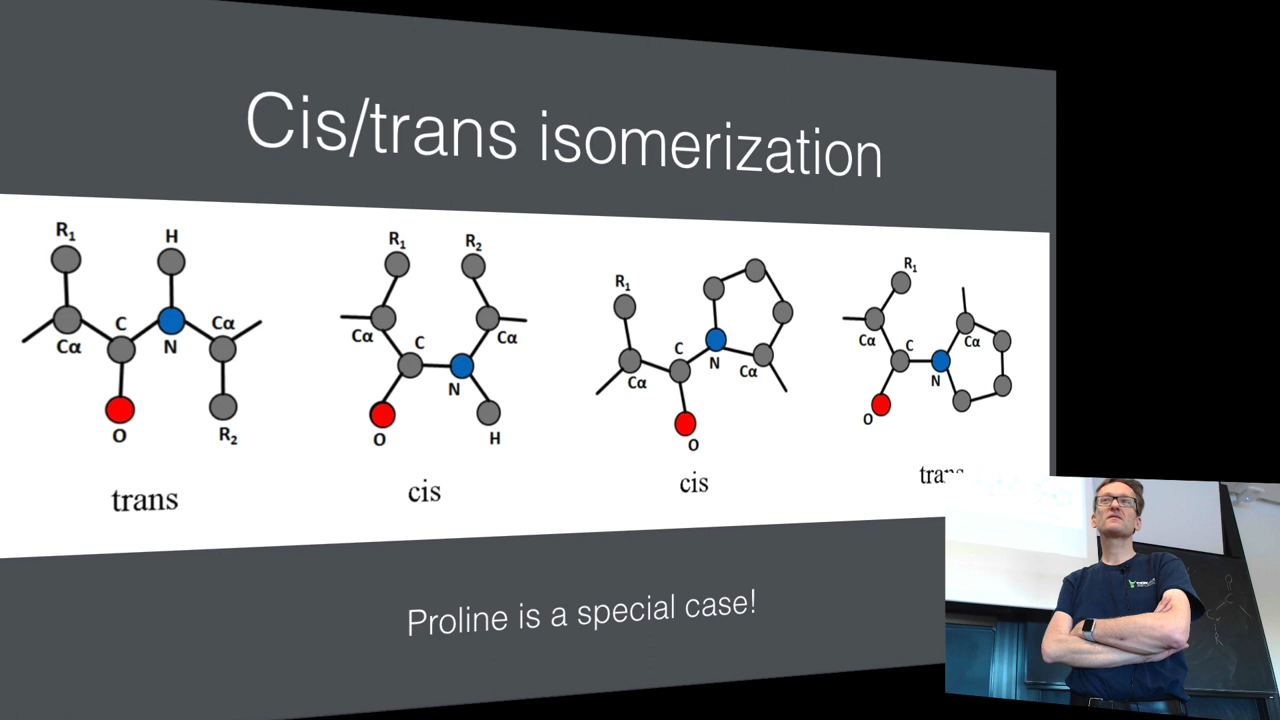 Cis/trans isomerization
R₁
H
C
Cα
Cα
N
O
R₂
trans
R₁
R₂
Cα
C
Cα
N
O
H
cis
R₁
C
N
Cα
Cα
O
cis
R₁
Cα
C
Cα
N
O
Proline is a special case!